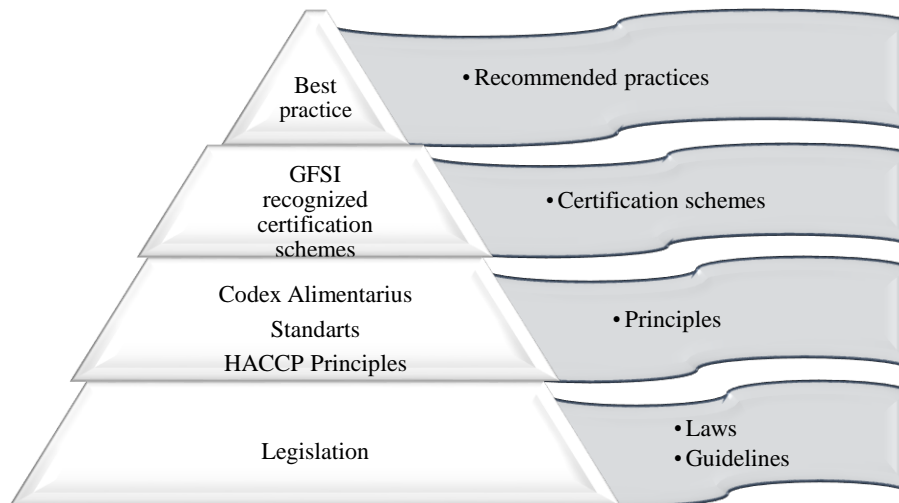 Best
practice
• Recommended practices
GFSI
recognized
certification
schemes
• Certification schemes
Codex Alimentarius
Standarts
HACCP Principles
• Principles
Legislation
• Laws
• Guidelines